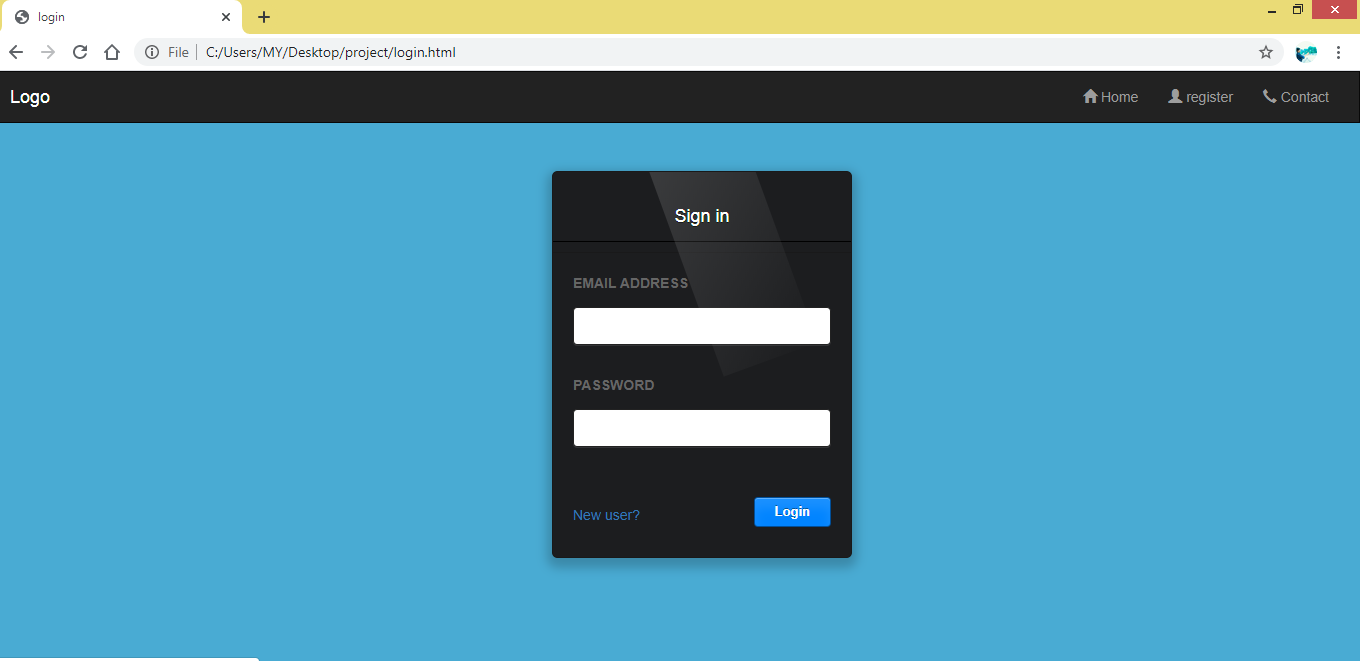 login
File C:/Users/MY/Desktop/project/login.html
Logo Home register Contact
Sign in
EMAIL ADDRESS
PASSWORD
New user? Login